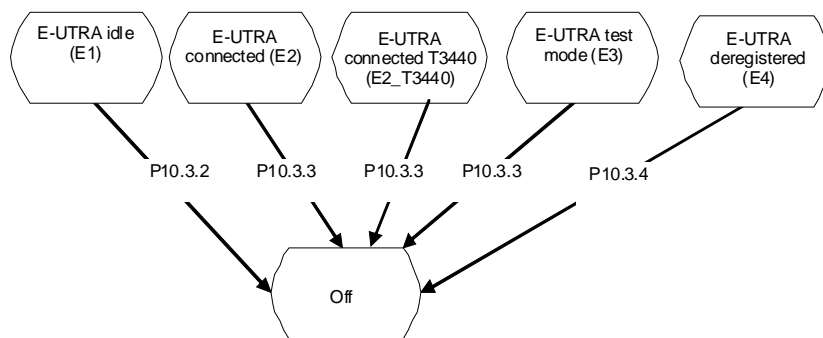 E-UTRA idle
(E1)
E-UTRA
connected (E2)
E-UTRA
connected T3440
(E2_T3440)
E-UTRA test
mode (E3)
E-UTRA
deregistered
(E4)
P10.3.2
P10.3.3
P10.3.3
P10.3.3
P10.3.4
Off